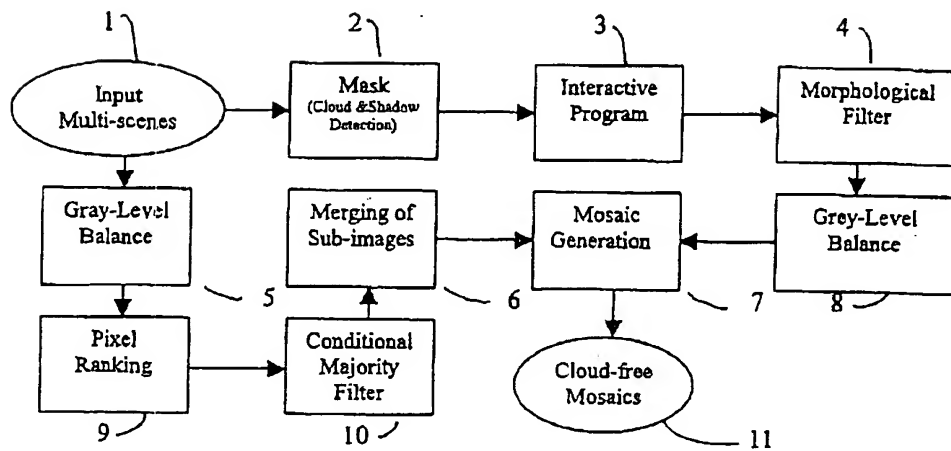 1
2
3
4
Input
Multi-scenes
Mask
(Cloud &Shadow
Detection)
Interactive
Program
Morphological
Filter
Gray-Level
Balance
Merging of
Sub-images
Mosaic
Generation
Grey-Level
Balance
5
6
7
8
Pixel
Ranking
Conditional
Majority
Filter
Cloud-free
Mosaics
9
10
11